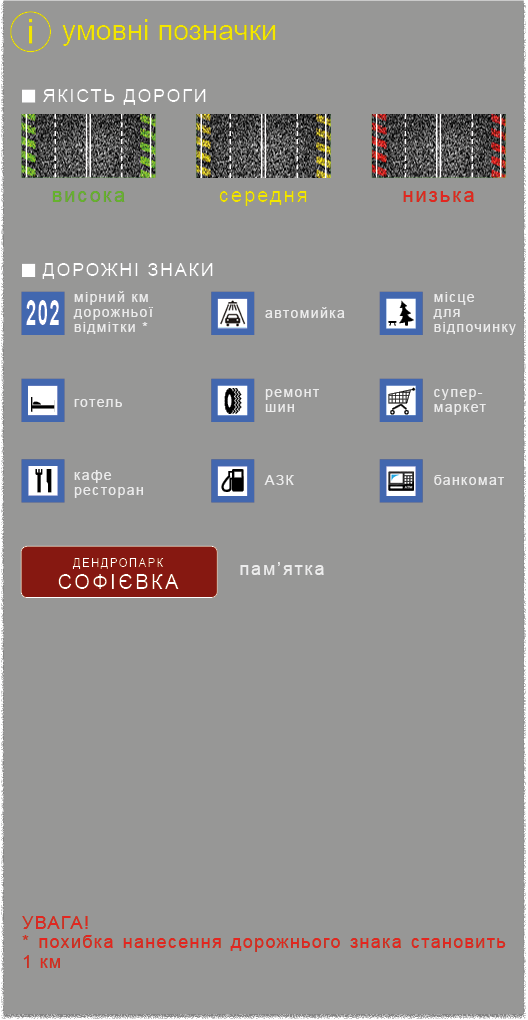 i умовні позначки
ЯКІСТЬ ДОРОГИ
висока середня низька
ДОРОЖНІ ЗНАКИ
202
мірний км
дорожньої
відмітки *
автомийка
місце
для
відпочинку
готель
ремонт
шин
супер-
маркет
кафе
ресторан
АЗК
банкомат
ДЕНДРОПАРК
СОФІЄВКА
пам'ятка
УВАГА!
* похибка нанесення дорожнього знака становить
1 км